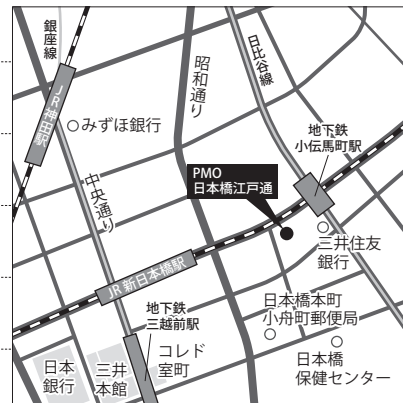 銀座線
JR神田駅
みずほ銀行
中央通り
昭和通り
日比谷線
地下鉄
小伝馬町駅
PMO
日本橋江戸通
三井住友
銀行
JR 新日本橋駅
地下鉄
三越前駅
日本橋本町
小舟町郵便局
コレド
室町
日本
銀行
三井
本館
日本橋
保健センター